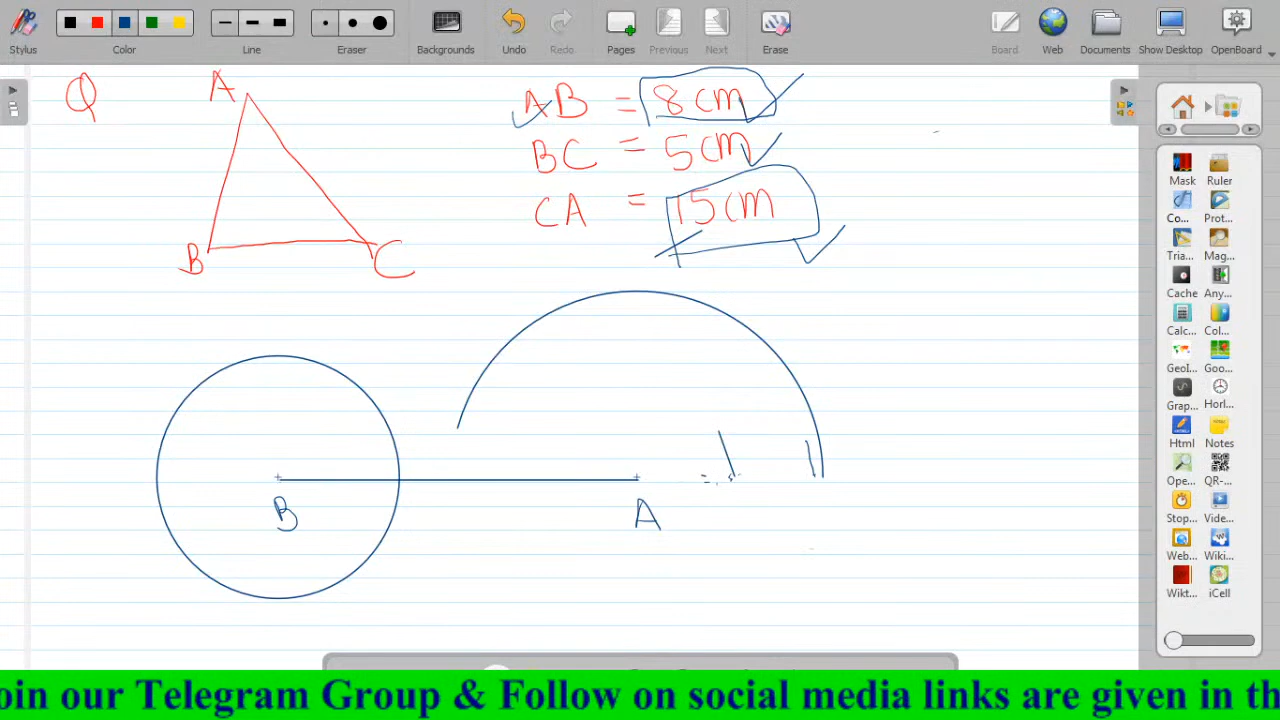 Stylus
Color
Line
Eraser
Backgrounds
Undo
Redo
Pages
Previous
Next
Erase
Board
Web
Documents
Show Desktop
OpenBoard
Q
A
B
C
AB = 8 cm
BC = 5 cm
CA = 15 cm
B
A
Mask
Ruler
Co...
Prot...
Tria...
Mag...
Cache
Any...
Calc...
Col...
GeoI...
Goo...
Grap...
Horl...
Html
Notes
Ope...
QR-...
Stop...
Vide...
Web...
Wiki...
Wikt...
iCell
oin our Telegram Group & Follow on social media links are given in th